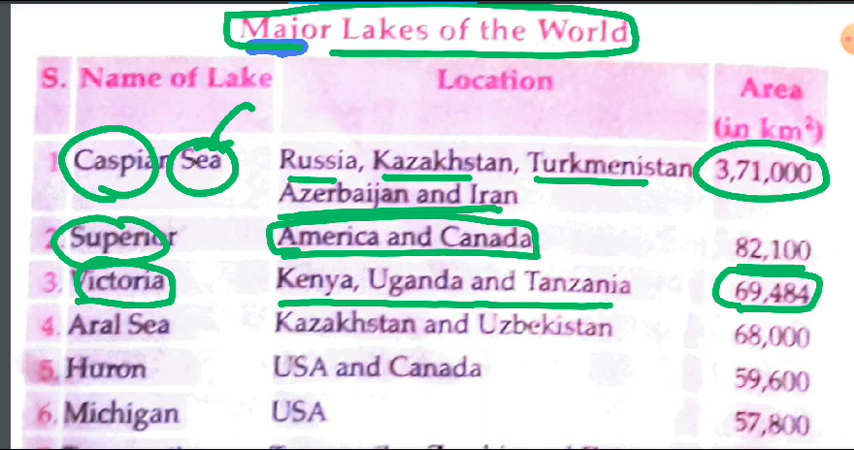 Major Lakes of the World
S. Name of Lake Location Area
(in km²)
1. Caspian Sea Russia, Kazakhstan, Turkmenistan 3,71,000
Azerbaijan and Iran
2. Superior America and Canada 82,100
3. Victoria Kenya, Uganda and Tanzania 69,484
4. Aral Sea Kazakhstan and Uzbekistan 68,000
5. Huron USA and Canada 59,600
6. Michigan USA 57,800